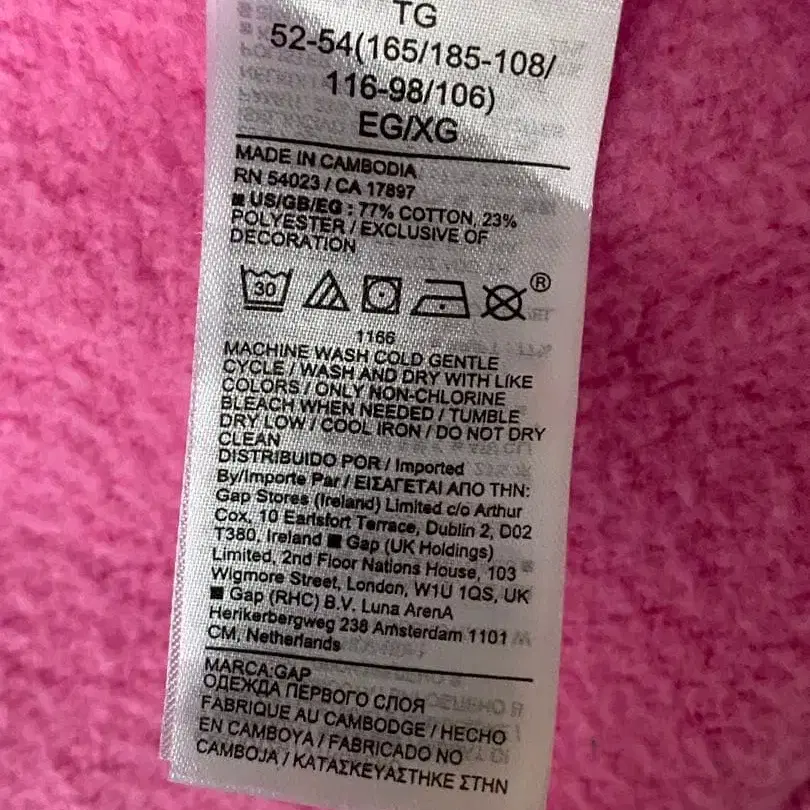 TG
52-54(165/185-108/
116-98/106)
EG/XG
MADE IN CAMBODIA
RN 54023 / CA 17897
■ US/GB/EG : 77% COTTON, 23%
POLYESTER / EXCLUSIVE OF
DECORATION
30
®
1166
MACHINE WASH COLD GENTLE
CYCLE / WASH AND DRY WITH LIKE
COLORS / ONLY NON-CHLORINE
BLEACH WHEN NEEDED / TUMBLE
DRY LOW / COOL IRON / DO NOT DRY
CLEAN
DISTRIBUIDO POR / Imported
By/Importe Par / ΕΙΣΑΓΕΤΑΙ ΑΠΟ ΤΗΝ:
Gap Stores (Ireland) Limited c/o Arthur
Cox, 10 Earlsfort Terrace, Dublin 2, D02
T380, Ireland ■ Gap (UK Holdings)
Limited, 2nd Floor Nations House, 103
Wigmore Street, London, W1U 1QS, UK
■ Gap (RHC) B.V. Luna ArenA
Herikerbergweg 238 Amsterdam 1101
CM, Netherlands
MARCA:GAP
ОДЕЖДА ПЕРВОГО СЛОЯ
FABRIQUE AU CAMBODGE / HECHO
EN CAMBOYA / FABRICADO NO
CAMBOJA / ΚΑΤΑΣΚΕΥΑΣΤΗΚΕ ΣΤΗΝ